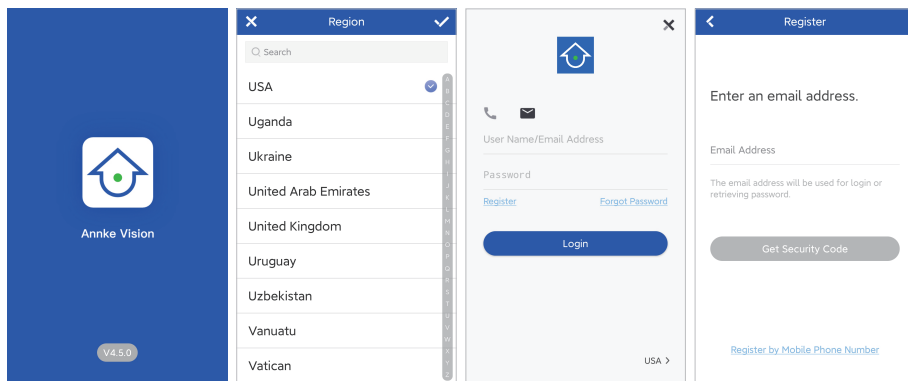 Annke Vision
V4.5.0
Region
Search
USA
Uganda
Ukraine
United Arab Emirates
United Kingdom
Uruguay
Uzbekistan
Vanuatu
Vatican
A
B
C
D
E
F
G
H
I
J
K
L
M
N
O
P
Q
R
S
T
U
V
W
X
Y
Z
User Name/Email Address
Password
Register
Forgot Password
Login
USA >
Register
Enter an email address.
Email Address
The email address will be used for login or
retrieving password.
Get Security Code
Register by Mobile Phone Number